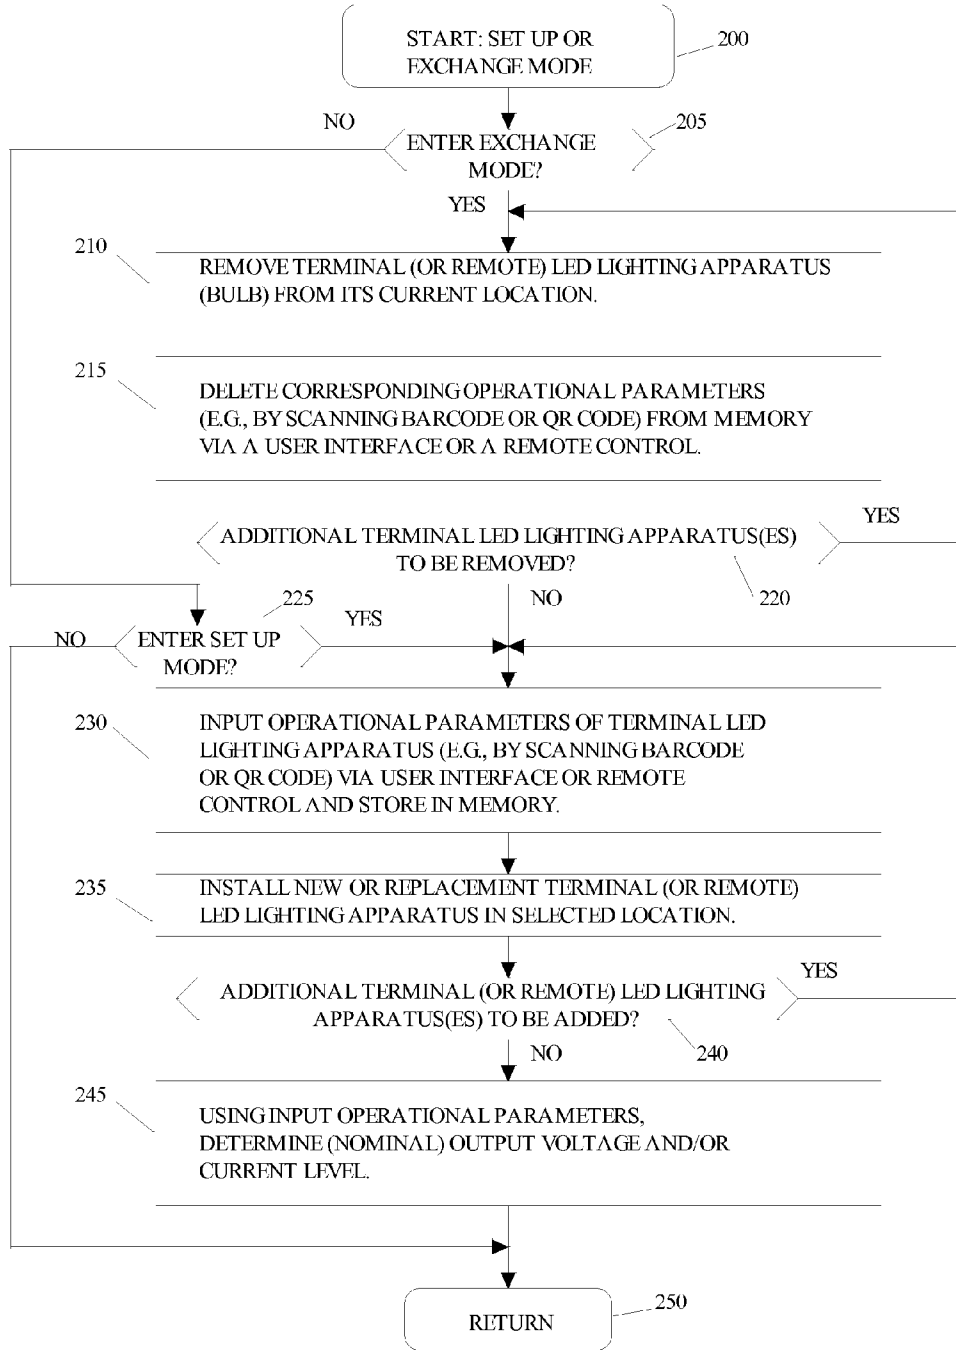 START: SET UP OR
EXCHANGE MODE
200
NO
205
ENTER EXCHANGE
MODE?
YES
210
REMOVE TERMINAL (OR REMOTE) LED LIGHTING APPARATUS
(BULB) FROM ITS CURRENT LOCATION.
215
DELETE CORRESPONDING OPERATIONAL PARAMETERS
(E.G., BY SCANNING BARCODE OR QR CODE) FROM MEMORY
VIA A USER INTERFACE OR A REMOTE CONTROL.
YES
ADDITIONAL TERMINAL LED LIGHTING APPARATUS(ES)
TO BE REMOVED?
220
NO
225
NO
YES
ENTER SET UP
MODE?
230
INPUT OPERATIONAL PARAMETERS OF TERMINAL LED
LIGHTING APPARATUS (E.G., BY SCANNING BARCODE
OR QR CODE) VIA USER INTERFACE OR REMOTE
CONTROL AND STORE IN MEMORY.
235
INSTALL NEW OR REPLACEMENT TERMINAL (OR REMOTE)
LED LIGHTING APPARATUS IN SELECTED LOCATION.
YES
ADDITIONAL TERMINAL (OR REMOTE) LED LIGHTING
APPARATUS(ES) TO BE ADDED?
240
NO
245
USING INPUT OPERATIONAL PARAMETERS,
DETERMINE (NOMINAL) OUTPUT VOLTAGE AND/OR
CURRENT LEVEL.
250
RETURN